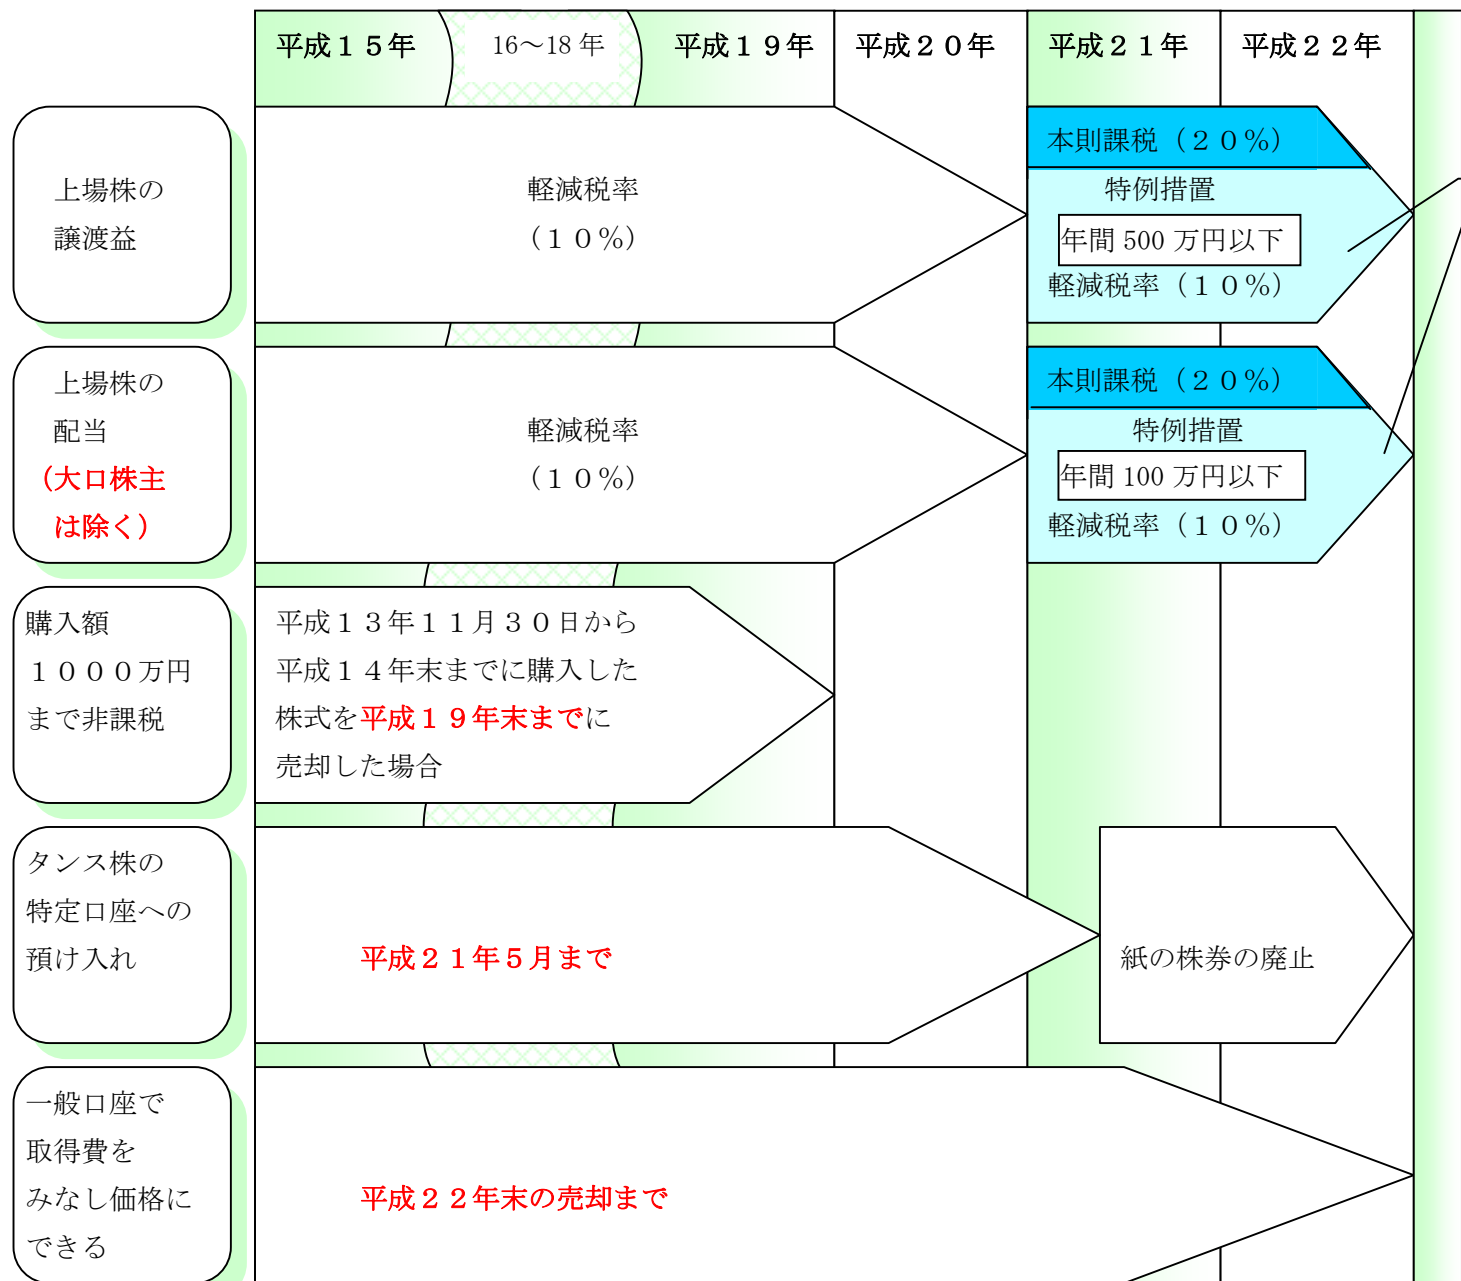 平成１５年
16～18 年
平成１９年
平成２０年
平成２１年
平成２２年
上場株の
譲渡益
軽減税率
（１０％）
本則課税（２０％）
特例措置
年間 500 万円以下
軽減税率（１０％）
上場株の
配当
（大口株主
は除く）
軽減税率
（１０％）
本則課税（２０％）
特例措置
年間 100 万円以下
軽減税率（１０％）
購入額
１０００万円
まで非課税
平成１３年１１月３０日から
平成１４年末までに購入した
株式を平成１９年末までに
売却した場合
タンス株の
特定口座への
預け入れ
平成２１年５月まで
紙の株券の廃止
一般口座で
取得費を
みなし価格に
できる
平成２２年末の売却まで